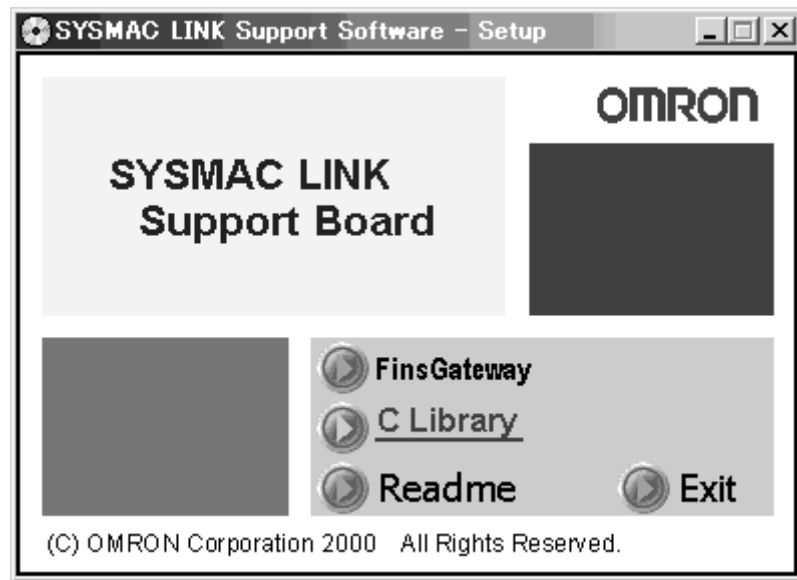 SYSMAC LINK Support Software - Setup
OMRON
SYSMAC LINK
Support Board
FinsGateway
C Library
Readme
Exit
(C) OMRON Corporation 2000 All Rights Reserved.